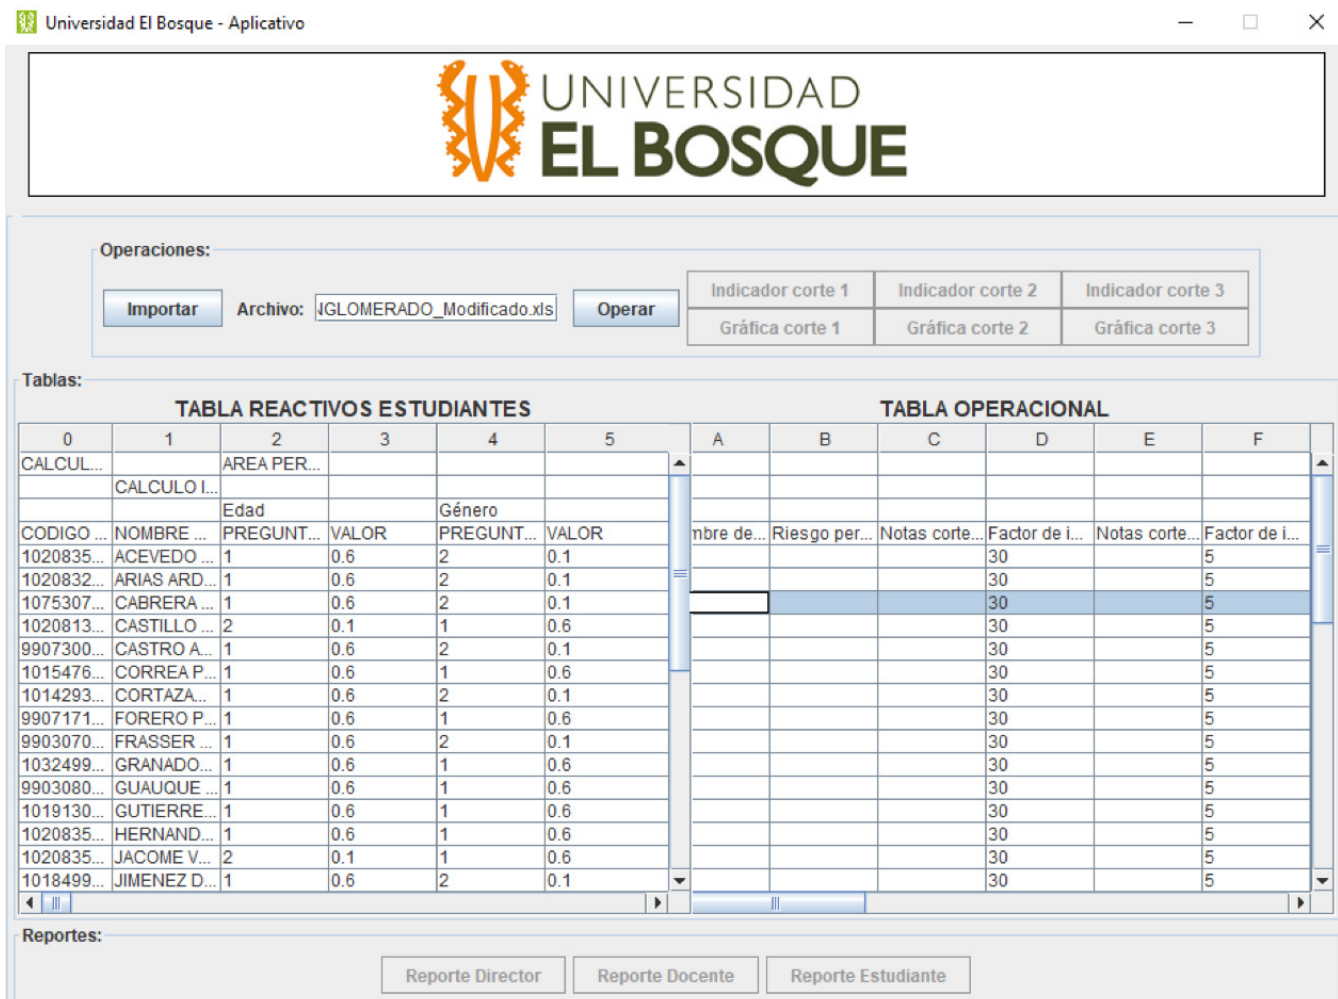 Universidad El Bosque - Aplicativo
UNIVERSIDAD
EL BOSQUE
Operaciones:
Importar Archivo: NGLOMERADO_Modificado.xls Operar
Indicador corte 1 Indicador corte 2 Indicador corte 3
Gráfica corte 1 Gráfica corte 2 Gráfica corte 3
Tablas:
TABLA REACTIVOS ESTUDIANTES TABLA OPERACIONAL
0 1 2 3 4 5 A B C D E F
CALCUL... AREA PER...
CALCULO I...
Edad Género
CODIGO ... NOMBRE ... PREGUNT... VALOR PREGUNT... VALOR mbre de... Riesgo per... Notas corte... Factor de i... Notas corte... Factor de i...
1020835... ACEVEDO ... 1 0.6 2 0.1 30 5
1020832... ARIAS ARD... 1 0.6 2 0.1 30 5
1075307... CABRERA ... 1 0.6 2 0.1 30 5
1020813... CASTILLO ... 2 0.1 1 0.6 30 5
9907300... CASTRO A... 1 0.6 2 0.1 30 5
1015476... CORREA P... 1 0.6 1 0.6 30 5
1014293... CORTAZA... 1 0.6 2 0.1 30 5
9907171... FORERO P... 1 0.6 1 0.6 30 5
9903070... FRASSER ... 1 0.6 2 0.1 30 5
1032499... GRANADO... 1 0.6 1 0.6 30 5
9903080... GUAUQUE ... 1 0.6 1 0.6 30 5
1019130... GUTIERRE... 1 0.6 1 0.6 30 5
1020835... HERNAND... 1 0.6 1 0.6 30 5
1020835... JACOME V... 2 0.1 1 0.6 30 5
1018499... JIMENEZ D... 1 0.6 2 0.1 30 5
Reportes:
Reporte Director Reporte Docente Reporte Estudiante